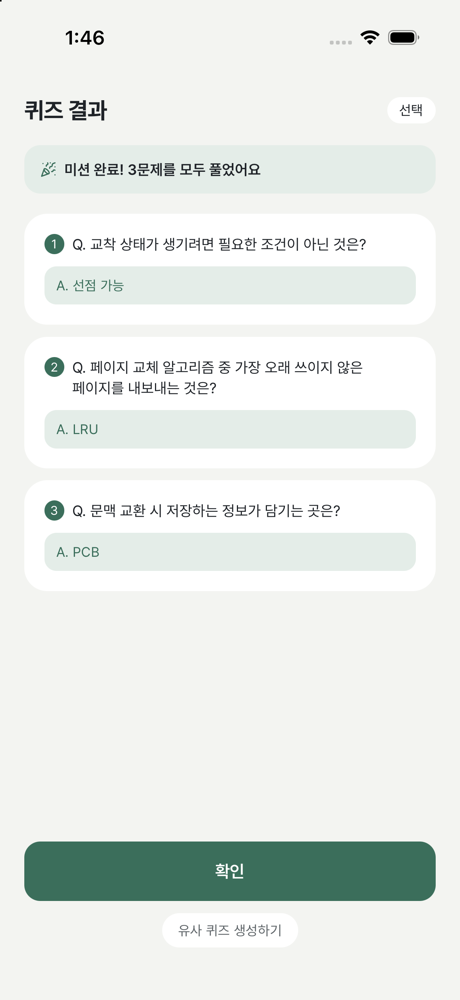 1:46
퀴즈 결과
선택
미션 완료! 3문제를 모두 풀었어요
1 Q. 교착 상태가 생기려면 필요한 조건이 아닌 것은?
A. 선점 가능
2 Q. 페이지 교체 알고리즘 중 가장 오래 쓰이지 않은
페이지를 내보내는 것은?
A. LRU
3 Q. 문맥 교환 시 저장하는 정보가 담기는 곳은?
A. PCB
확인
유사 퀴즈 생성하기